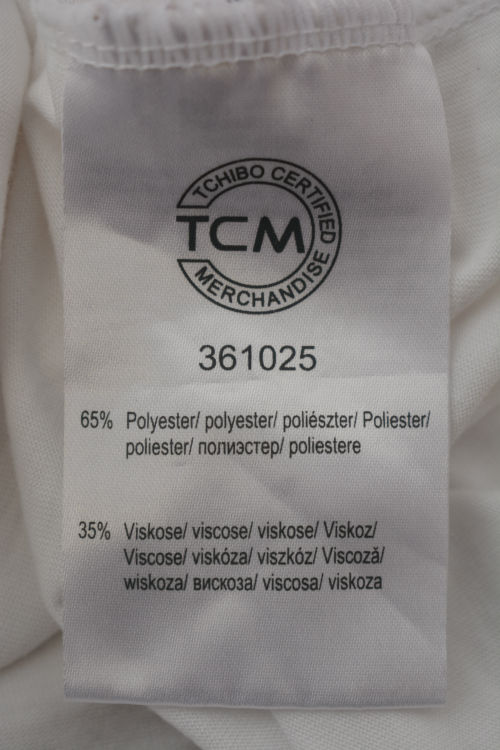 TCHIBO CERTIFIED
TCM
MERCHANDISE
361025
65% Polyester/ polyester/ poliészter/ Poliester/
poliester/ полиэстер/ poliestere
35% Viskose/ viscose/ viskose/ Viskoz/
Viscose/ viskóza/ viszkóz/ Viscoză/
wiskoza/ вискоза/ viscosa/ viskoza